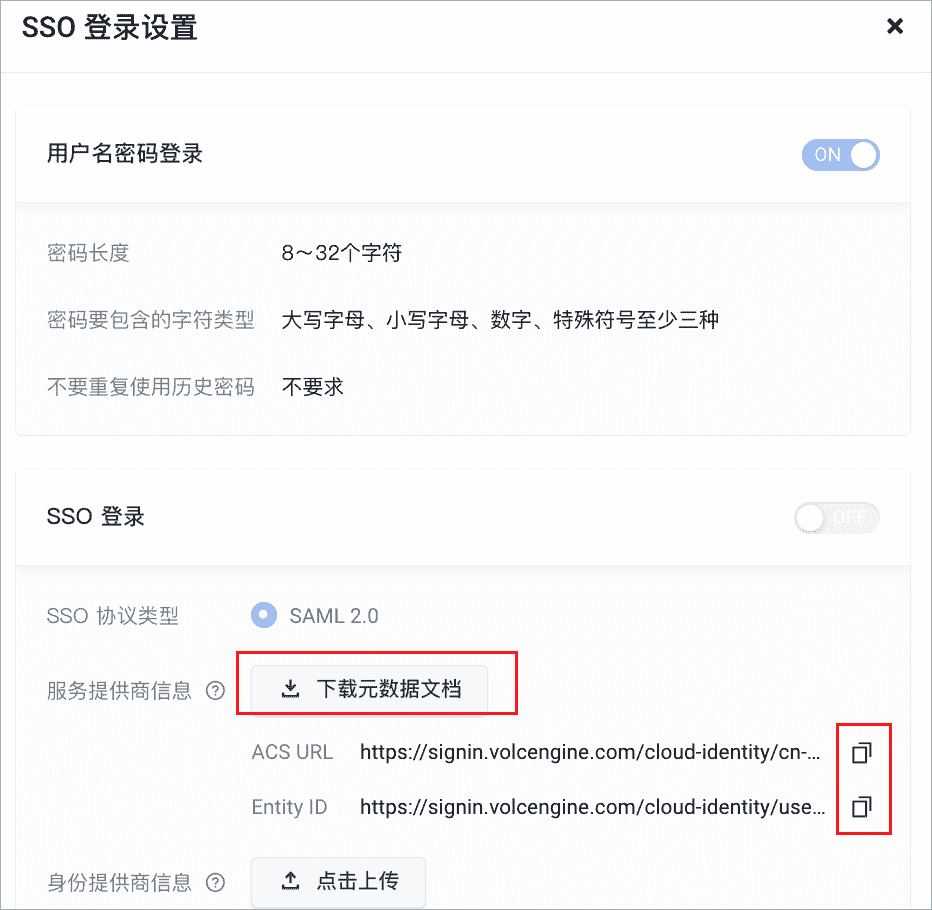 SSO 登录设置
用户名密码登录
ON
密码长度 8～32个字符
密码要包含的字符类型 大写字母、小写字母、数字、特殊符号至少三种
不要重复使用历史密码 不要求
SSO 登录
OFF
SSO 协议类型 SAML 2.0
服务提供商信息 ? 下载元数据文档
ACS URL https://signin.volcengine.com/cloud-identity/cn-...
Entity ID https://signin.volcengine.com/cloud-identity/use...
身份提供商信息 ? 点击上传